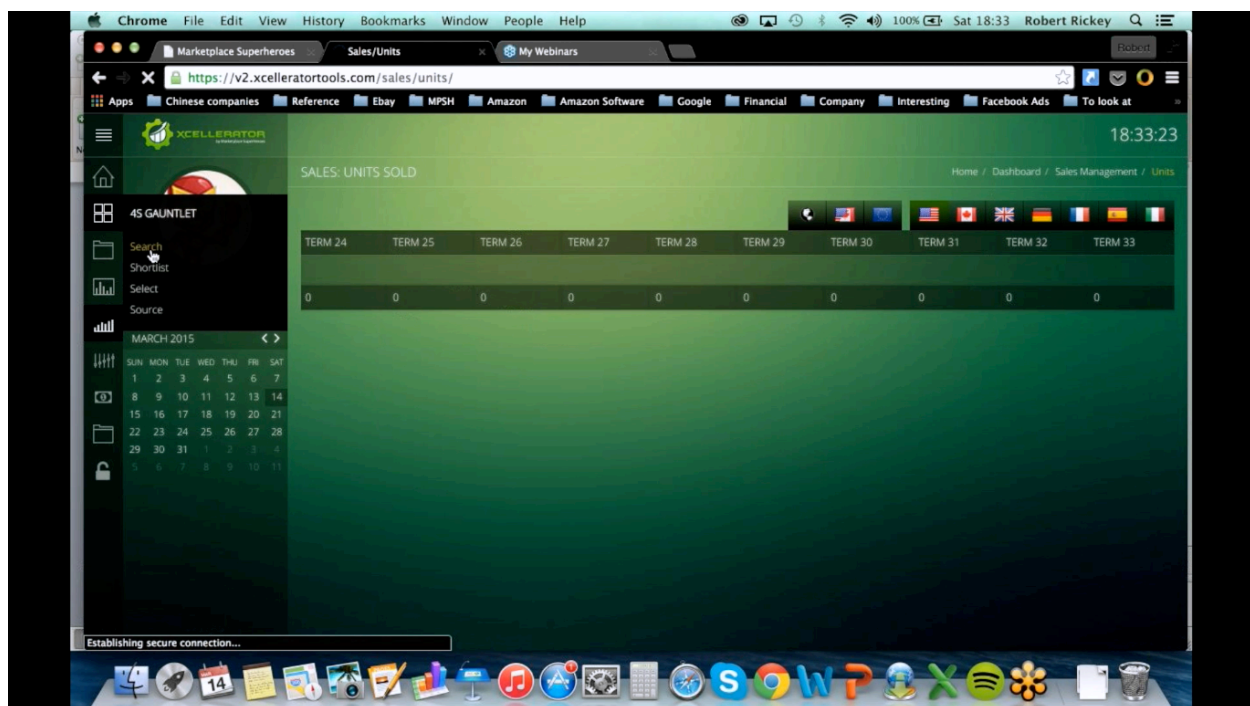 Chrome File Edit View History Bookmarks Window People Help 100% Sat 18:33 Robert Rickey
Marketplace Superheroes Sales/Units My Webinars Robert
https://v2.xcelleratortools.com/sales/units/
Apps Chinese companies Reference Ebay MPSH Amazon Amazon Software Google Financial Company Interesting Facebook Ads To look at »
XCELLERATOR 18:33:23
SALES: UNITS SOLD Home / Dashboard / Sales Management / Units
4S GAUNTLET
Search
Shortlist
Select
Source
TERM 24 TERM 25 TERM 26 TERM 27 TERM 28 TERM 29 TERM 30 TERM 31 TERM 32 TERM 33
0 0 0 0 0 0 0 0 0 0
MARCH 2015 < >
SUN MON TUE WED THU FRI SAT
1 2 3 4 5 6 7
8 9 10 11 12 13 14
15 16 17 18 19 20 21
22 23 24 25 26 27 28
29 30 31 1 2 3 4
5 6 7 8 9 10 11
Establishing secure connection...
14